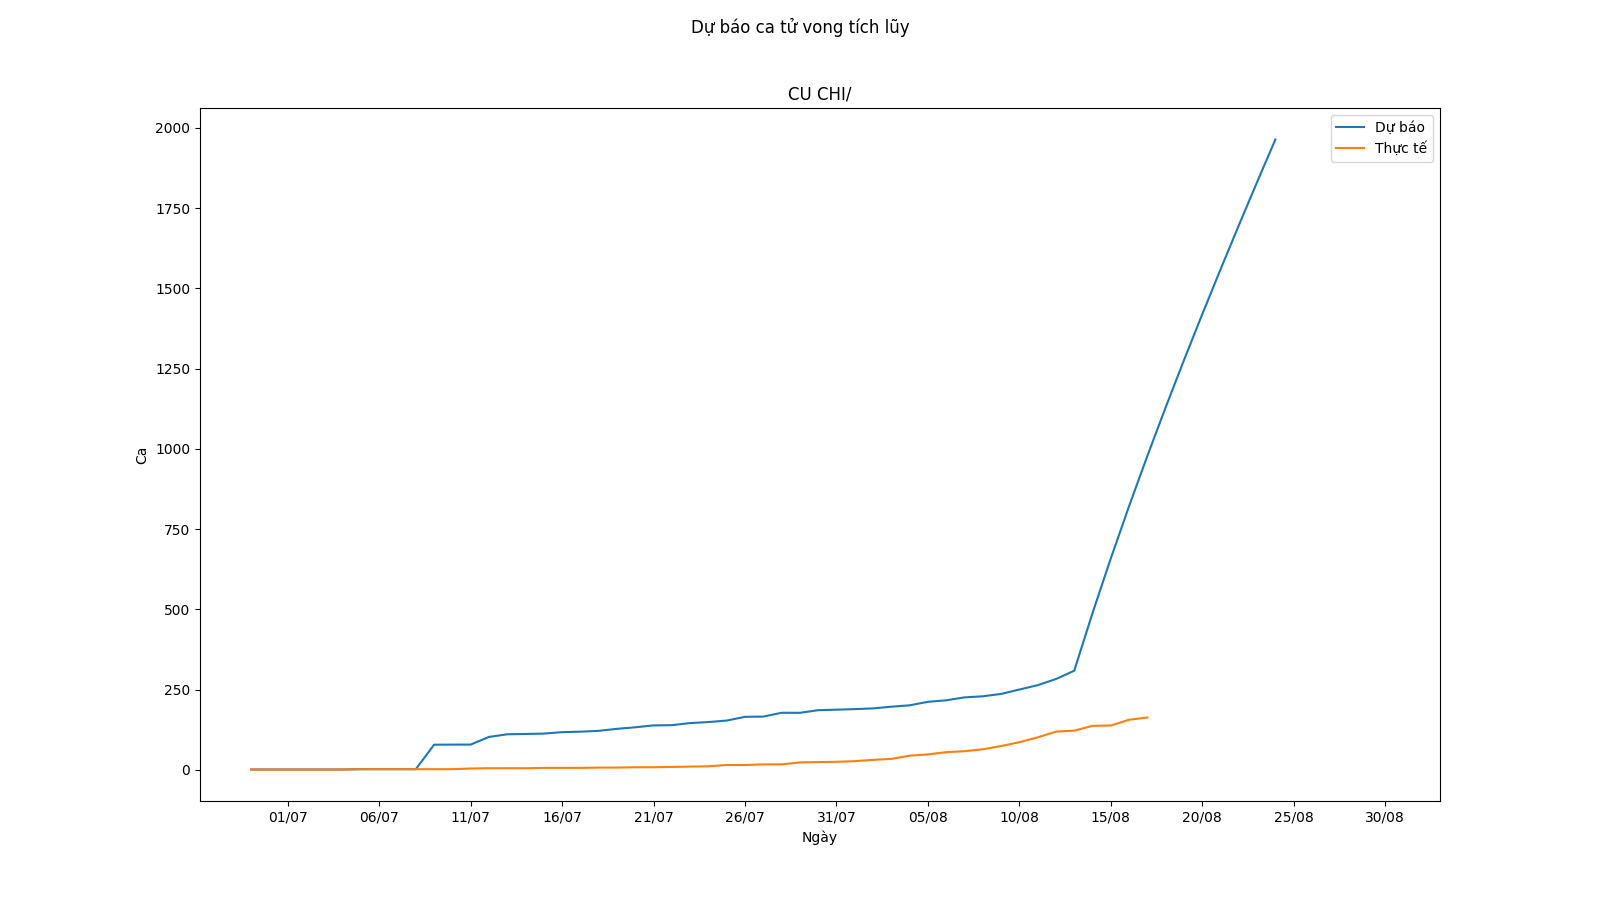 Dự báo ca tử vong tích lũy
CU CHI/
Dự báo
Thực tế
2000
1750
1500
1250
1000
750
500
250
0
Ca
01/07 06/07 11/07 16/07 21/07 26/07 31/07 05/08 10/08 15/08 20/08 25/08 30/08
Ngày